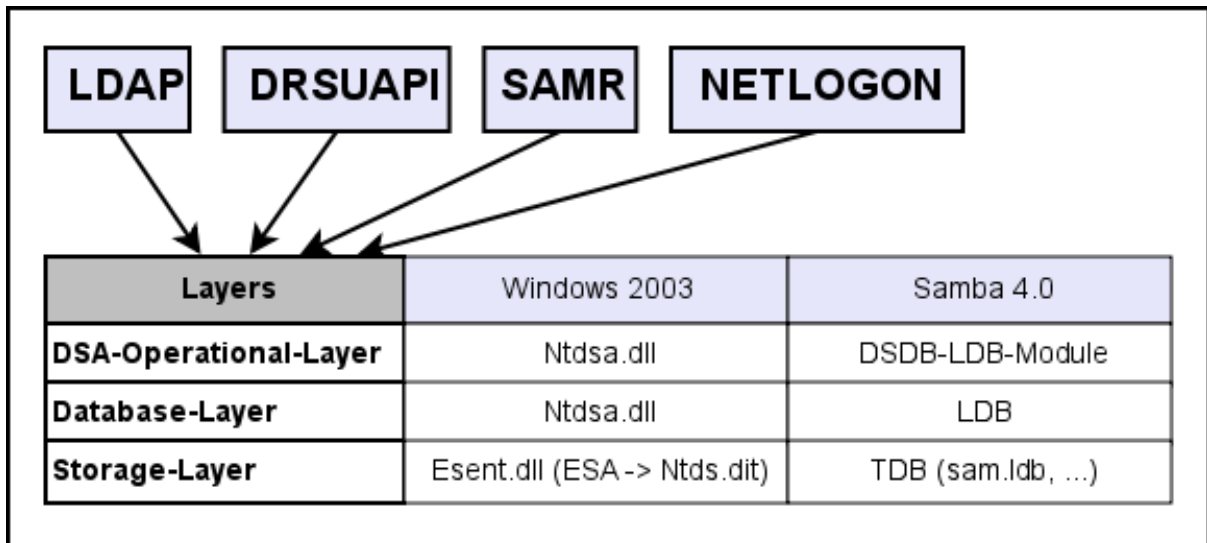 LDAP DRSUAPI SAMR NETLOGON
Layers Windows 2003 Samba 4.0
DSA-Operational-Layer Ntdsa.dll DSDB-LDB-Module
Database-Layer Ntdsa.dll LDB
Storage-Layer Esent.dll (ESA -> Ntds.dit) TDB (sam.ldb, ...)